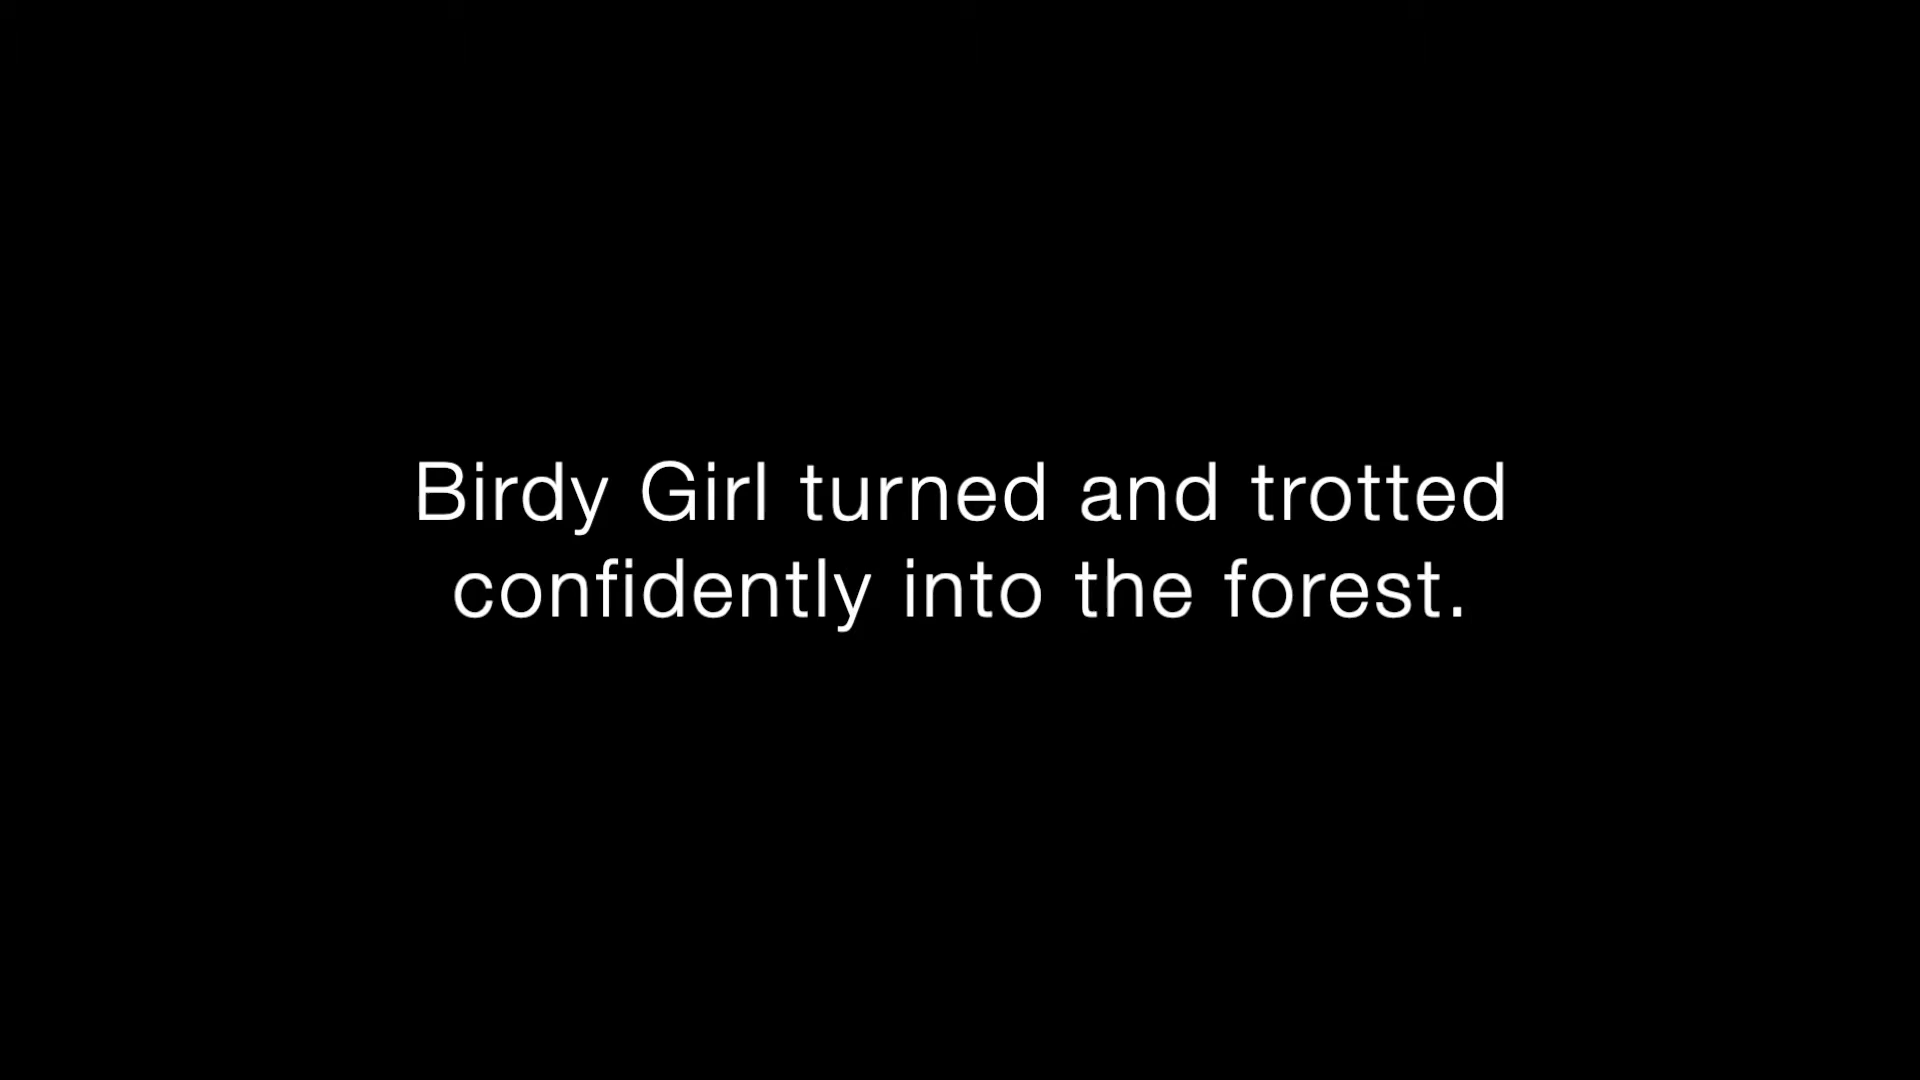 Birdy Girl turned and trotted
confidently into the forest.